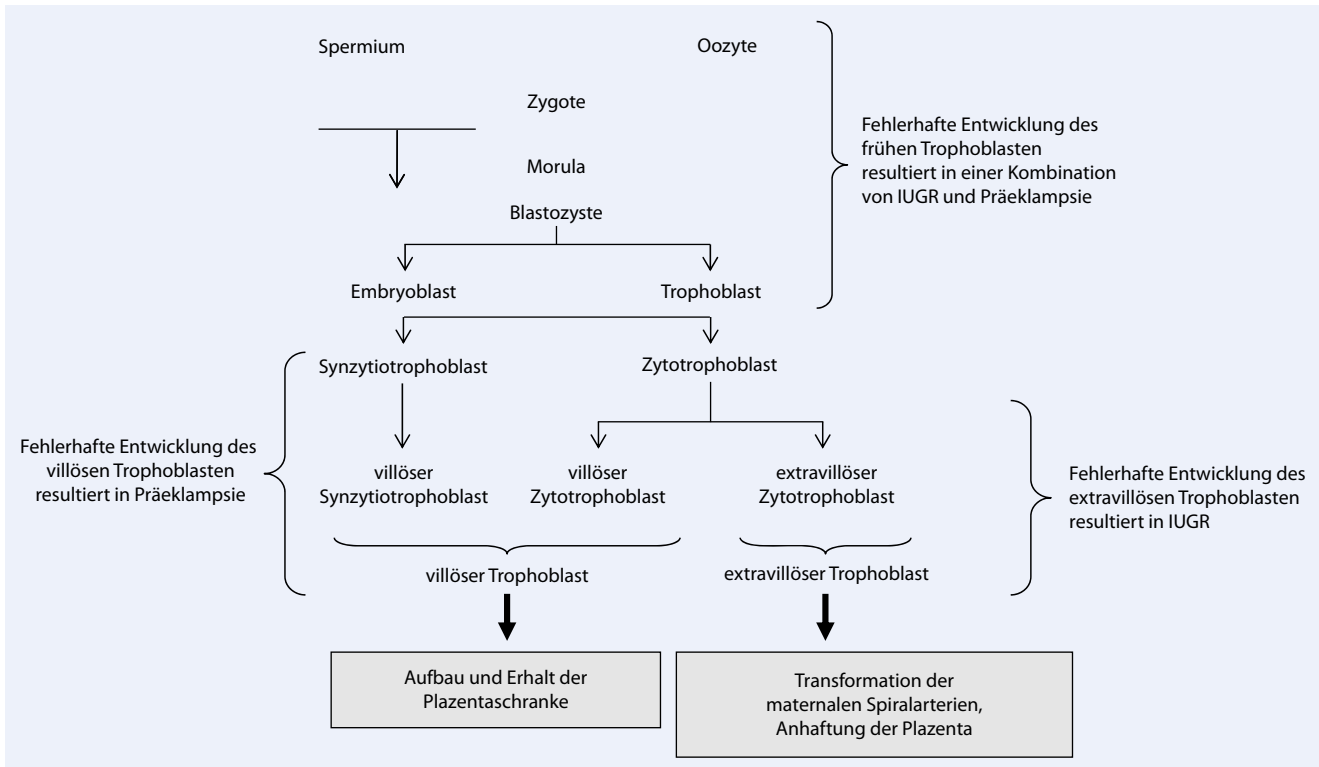 Spermium
Oozyte
Zygote
Morula
Blastozyste
Embryoblast
Trophoblast
Fehlerhafte Entwicklung des
frühen Trophoblasten
resultiert in einer Kombination
von IUGR und Präeklampsie
Synzytiotrophoblast
Zytotrophoblast
Fehlerhafte Entwicklung des
villösen Trophoblasten
resultiert in Präeklampsie
villöser
Synzytiotrophoblast
villöser
Zytotrophoblast
extravillöser
Zytotrophoblast
Fehlerhafte Entwicklung des
extravillösen Trophoblasten
resultiert in IUGR
villöser Trophoblast
extravillöser Trophoblast
Aufbau und Erhalt der
Plazentaschranke
Transformation der
maternalen Spiralarterien,
Anhaftung der Plazenta